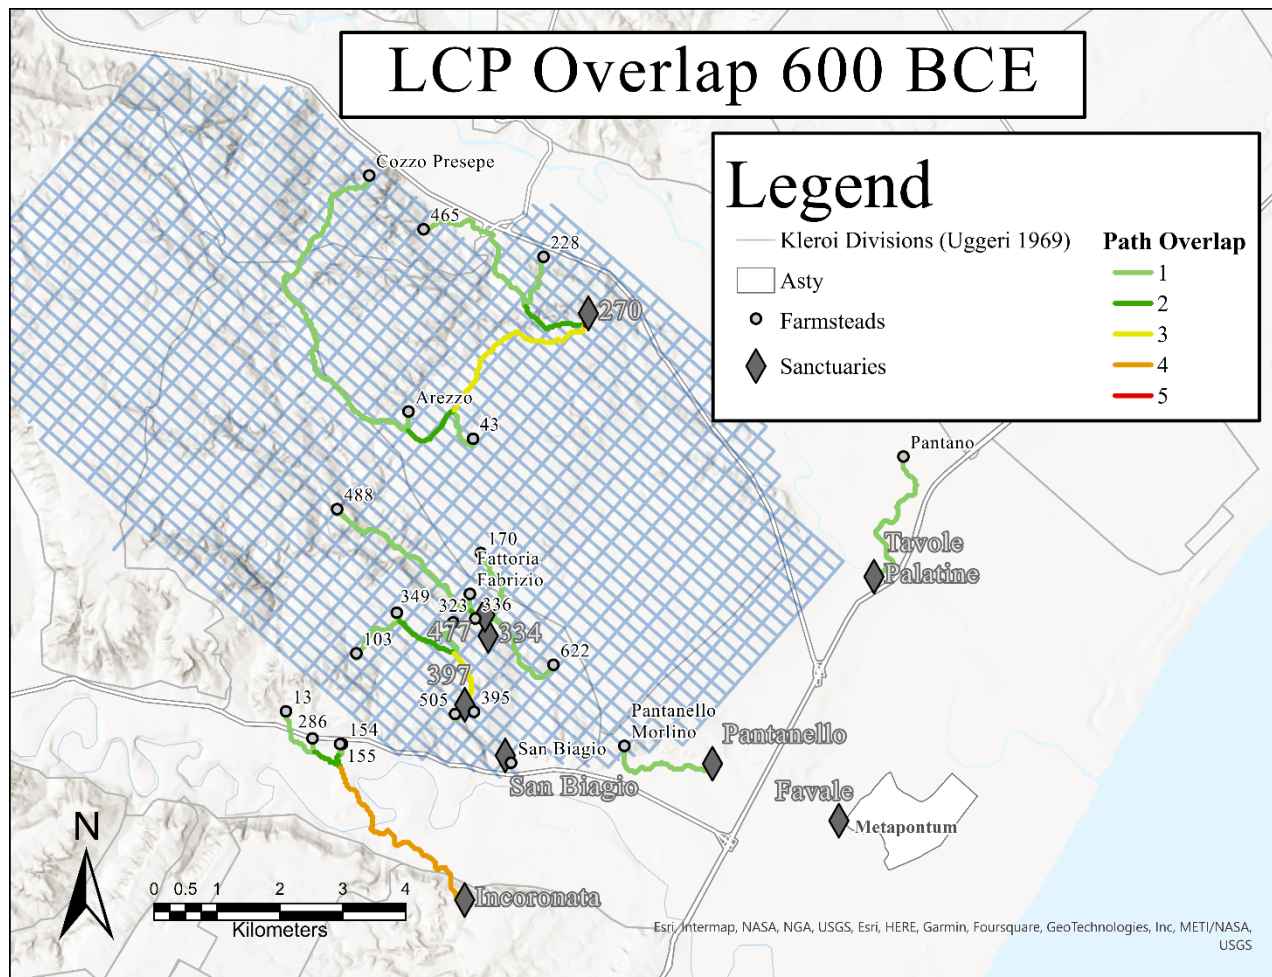 LCP Overlap 600 BCE
Legend
Kleroi Divisions (Uggeri 1969)
Asty
Farmsteads
Sanctuaries
Path Overlap
1
2
3
4
5
Cozzo Presepe
465
228
270
Arezzo
43
Pantano
488
170
Fattoria
Fabrizio
Tavole
Palatine
349
323
336
477
334
103
622
397
505
395
13
286
154
155
Pantanello
Morlino
Pantanello
San Biagio
San Biagio
Favale
Metapontum
Incoronata
N
0 0.5 1 2 3 4
Kilometers
Esri, Intermap, NASA, NGA, USGS, Esri, HERE, Garmin, Foursquare, GeoTechnologies, Inc, METI/NASA,
USGS